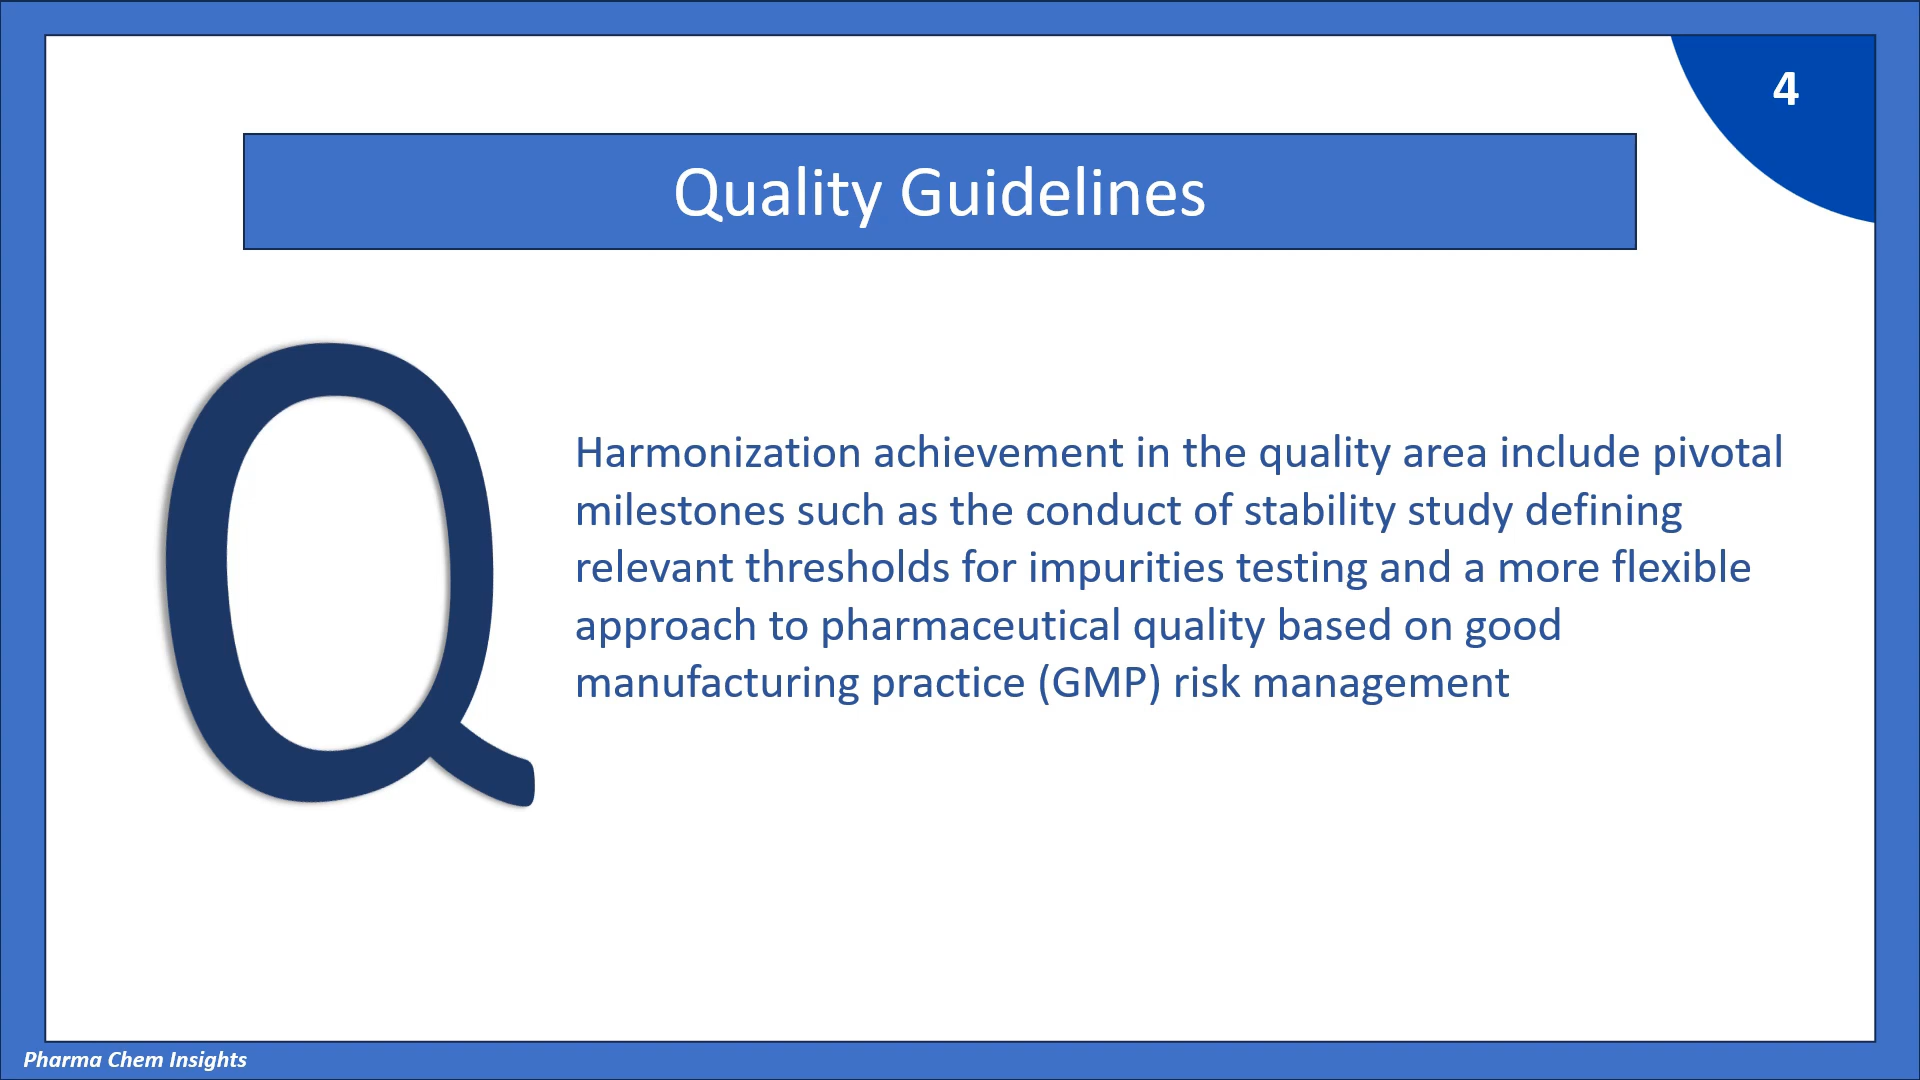 4
Quality Guidelines
Q
Harmonization achievement in the quality area include pivotal
milestones such as the conduct of stability study defining
relevant thresholds for impurities testing and a more flexible
approach to pharmaceutical quality based on good
manufacturing practice (GMP) risk management
Pharma Chem Insights